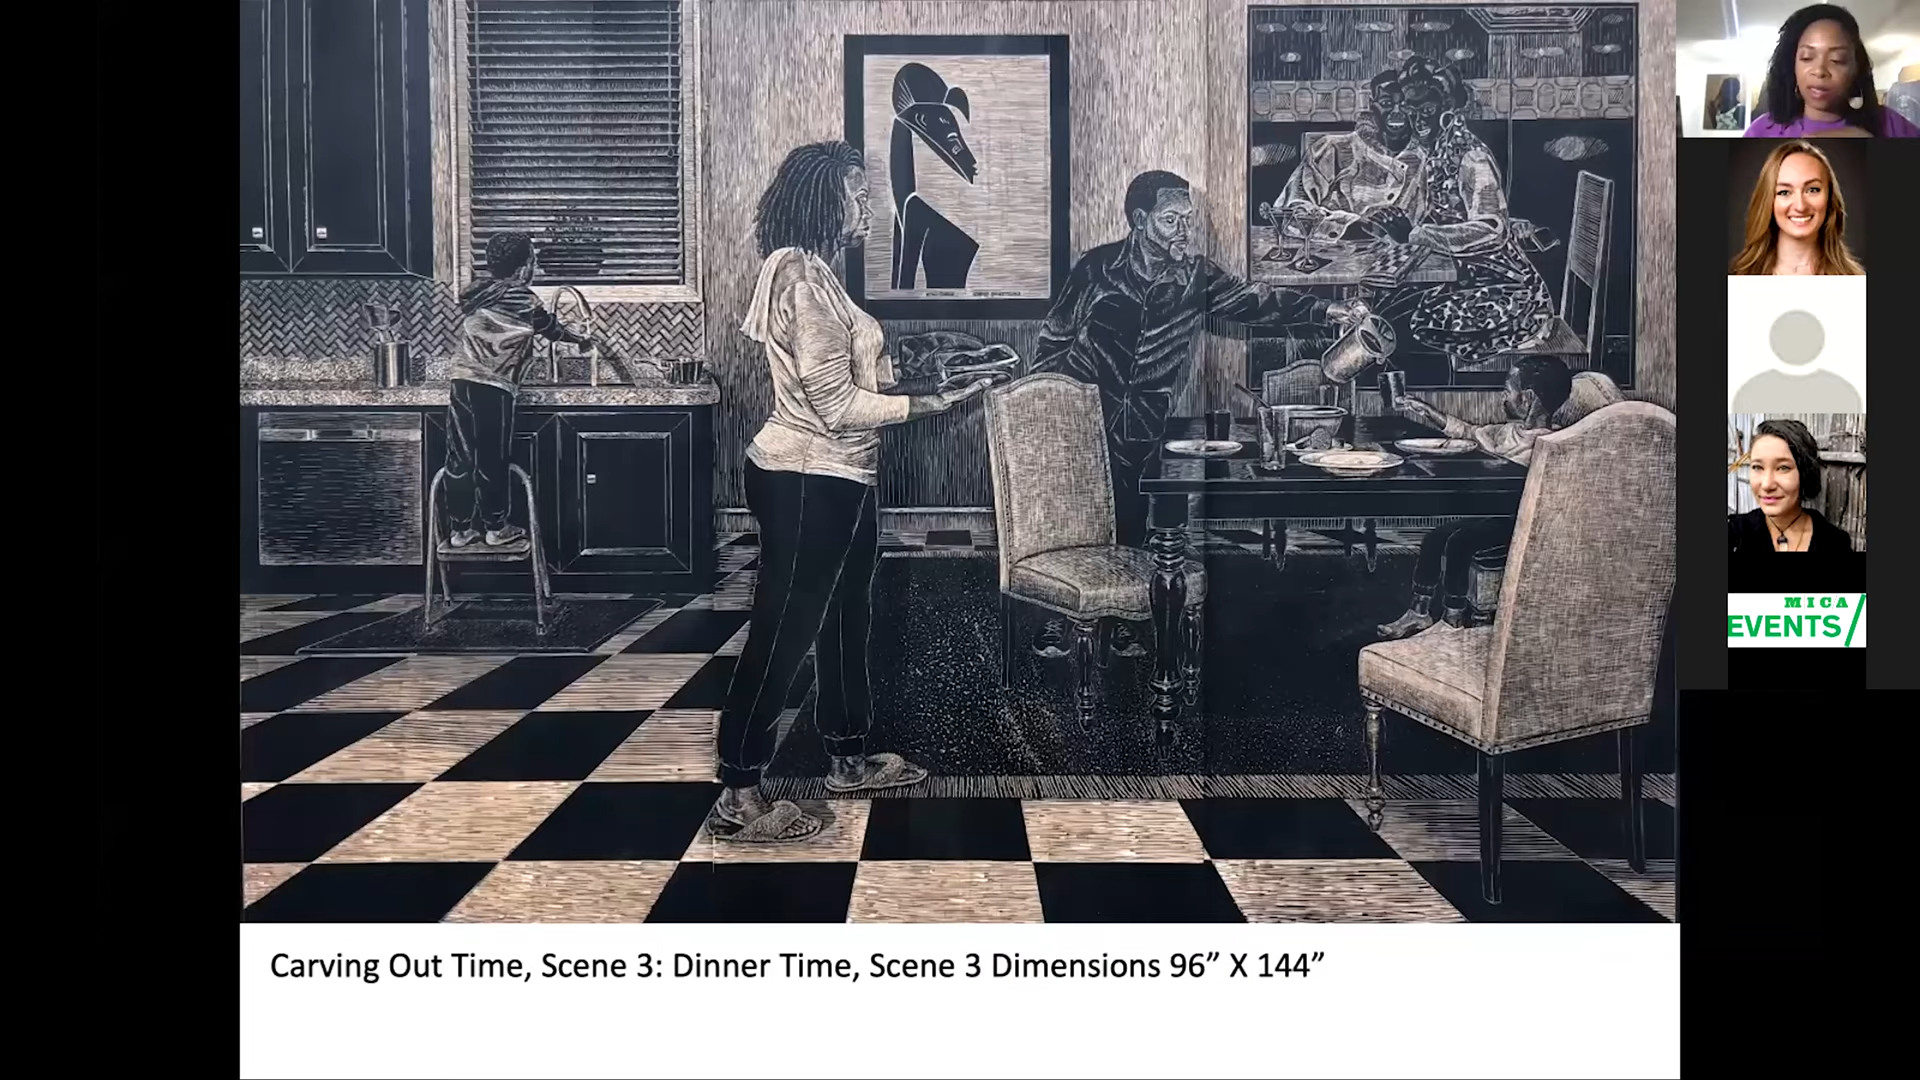 MICA
EVENTS/
Carving Out Time, Scene 3: Dinner Time, Scene 3 Dimensions 96” X 144”